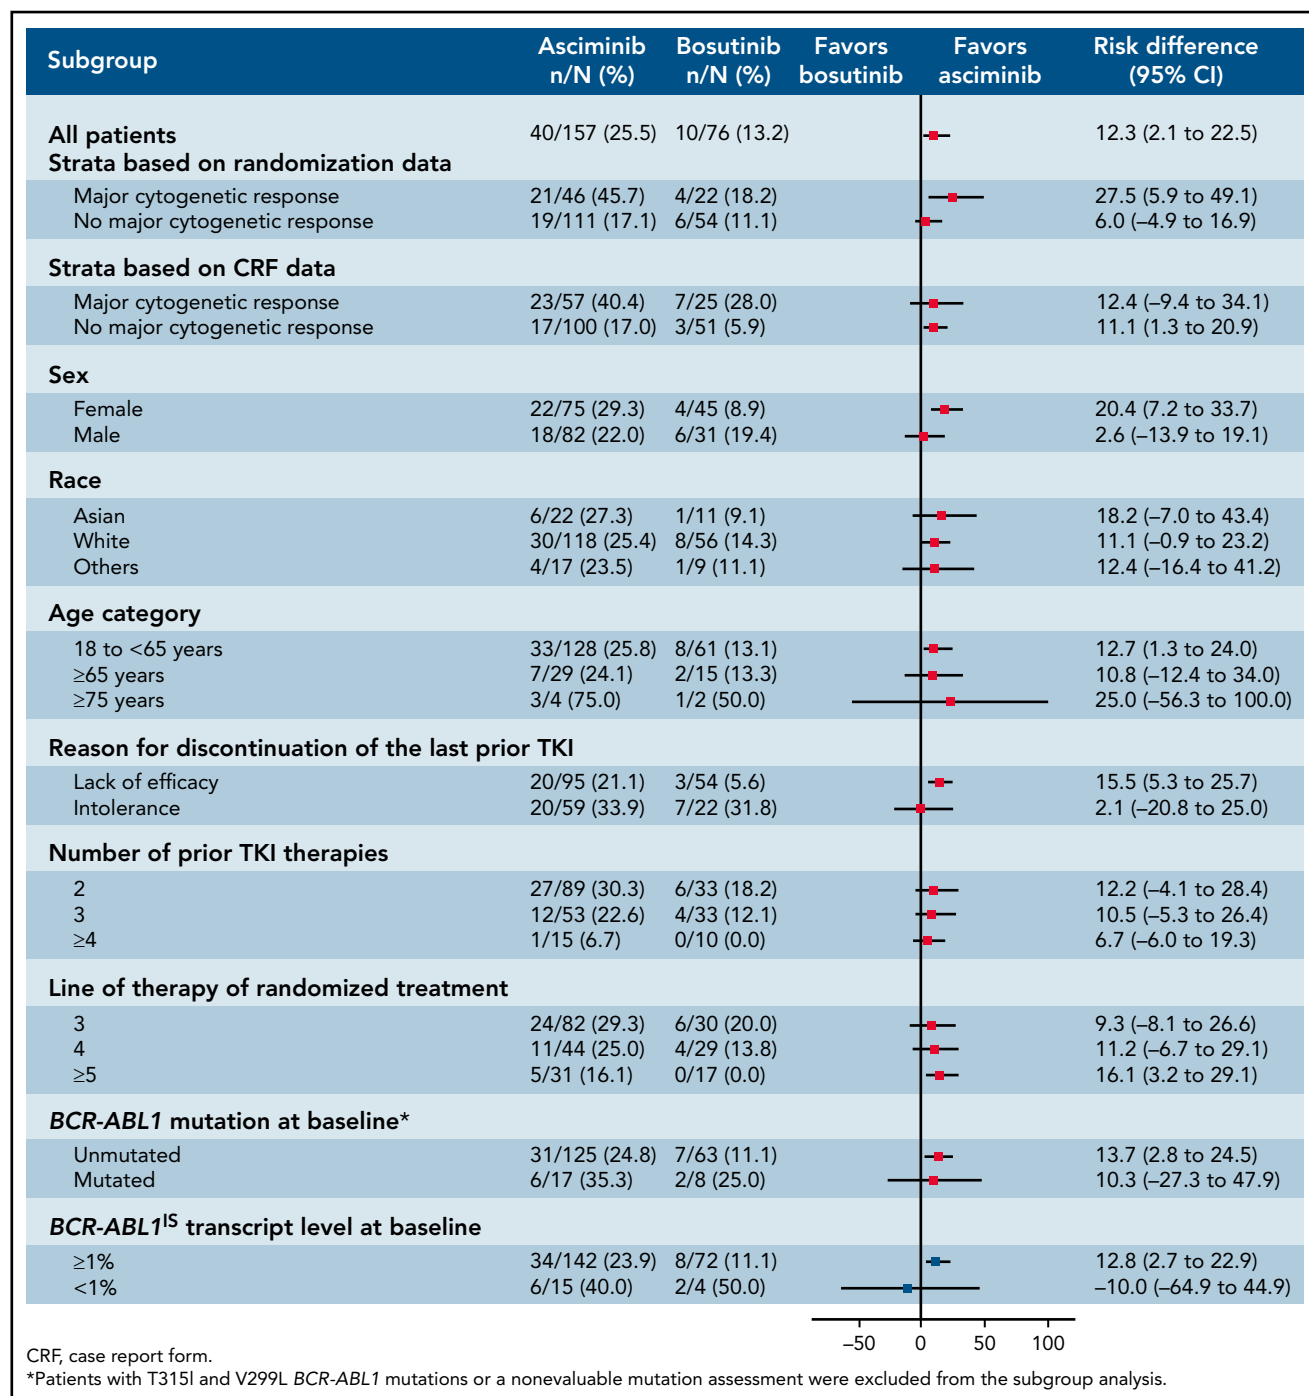 Subgroup Asciminib n/N (%) Bosutinib n/N (%) Favors bosutinib Favors asciminib Risk difference (95% CI)
All patients 40/157 (25.5) 10/76 (13.2) 12.3 (2.1 to 22.5)
Strata based on randomization data
Major cytogenetic response 21/46 (45.7) 4/22 (18.2) 27.5 (5.9 to 49.1)
No major cytogenetic response 19/111 (17.1) 6/54 (11.1) 6.0 (–4.9 to 16.9)
Strata based on CRF data
Major cytogenetic response 23/57 (40.4) 7/25 (28.0) 12.4 (–9.4 to 34.1)
No major cytogenetic response 17/100 (17.0) 3/51 (5.9) 11.1 (1.3 to 20.9)
Sex
Female 22/75 (29.3) 4/45 (8.9) 20.4 (7.2 to 33.7)
Male 18/82 (22.0) 6/31 (19.4) 2.6 (–13.9 to 19.1)
Race
Asian 6/22 (27.3) 1/11 (9.1) 18.2 (–7.0 to 43.4)
White 30/118 (25.4) 8/56 (14.3) 11.1 (–0.9 to 23.2)
Others 4/17 (23.5) 1/9 (11.1) 12.4 (–16.4 to 41.2)
Age category
18 to <65 years 33/128 (25.8) 8/61 (13.1) 12.7 (1.3 to 24.0)
≥65 years 7/29 (24.1) 2/15 (13.3) 10.8 (–12.4 to 34.0)
≥75 years 3/4 (75.0) 1/2 (50.0) 25.0 (–56.3 to 100.0)
Reason for discontinuation of the last prior TKI
Lack of efficacy 20/95 (21.1) 3/54 (5.6) 15.5 (5.3 to 25.7)
Intolerance 20/59 (33.9) 7/22 (31.8) 2.1 (–20.8 to 25.0)
Number of prior TKI therapies
2 27/89 (30.3) 6/33 (18.2) 12.2 (–4.1 to 28.4)
3 12/53 (22.6) 4/33 (12.1) 10.5 (–5.3 to 26.4)
≥4 1/15 (6.7) 0/10 (0.0) 6.7 (–6.0 to 19.3)
Line of therapy of randomized treatment
3 24/82 (29.3) 6/30 (20.0) 9.3 (–8.1 to 26.6)
4 11/44 (25.0) 4/29 (13.8) 11.2 (–6.7 to 29.1)
≥5 5/31 (16.1) 0/17 (0.0) 16.1 (3.2 to 29.1)
BCR-ABL1 mutation at baseline*
Unmutated 31/125 (24.8) 7/63 (11.1) 13.7 (2.8 to 24.5)
Mutated 6/17 (35.3) 2/8 (25.0) 10.3 (–27.3 to 47.9)
BCR-ABL1IS transcript level at baseline
≥1% 34/142 (23.9) 8/72 (11.1) 12.8 (2.7 to 22.9)
<1% 6/15 (40.0) 2/4 (50.0) –10.0 (–64.9 to 44.9)
–50 0 50 100
CRF, case report form.
*Patients with T315I and V299L BCR-ABL1 mutations or a nonevaluable mutation assessment were excluded from the subgroup analysis.